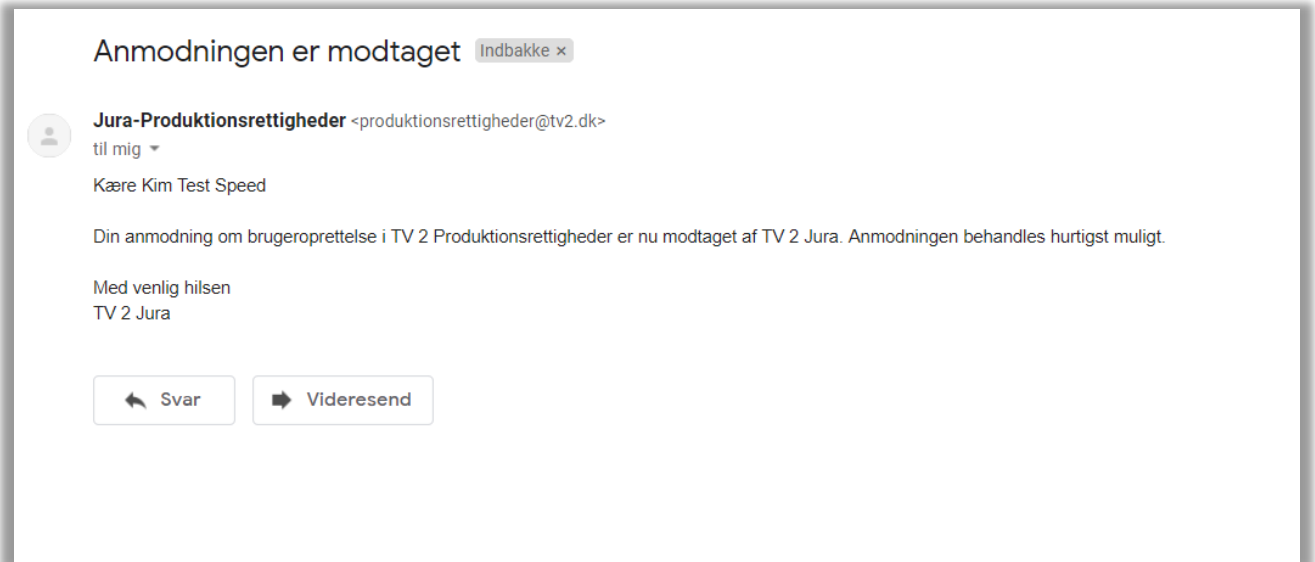 Anmodningen er modtaget Indbakke ×
Jura-Produktionsrettigheder <produktionsrettigheder@tv2.dk>
til mig
Kære Kim Test Speed
Din anmodning om brugeroprettelse i TV 2 Produktionsrettigheder er nu modtaget af TV 2 Jura. Anmodningen behandles hurtigst muligt.
Med venlig hilsen
TV 2 Jura
Svar Videresend